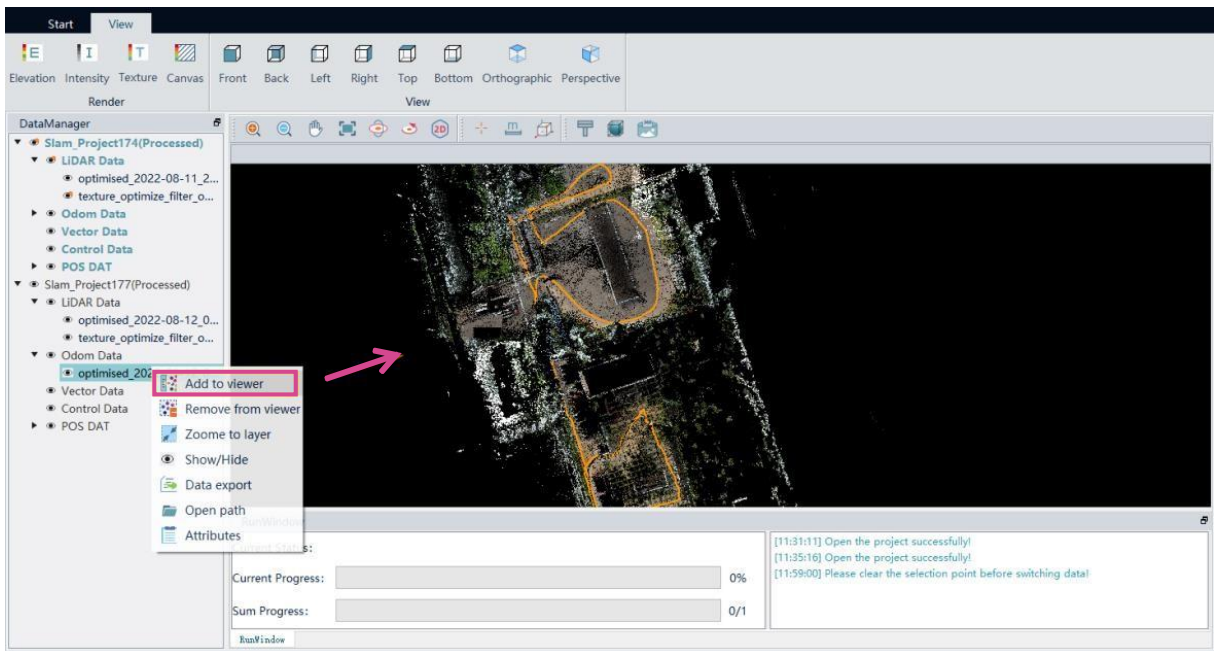 Start View
E I T
Elevation Intensity Texture Canvas Front Back Left Right Top Bottom Orthographic Perspective
Render View
DataManager
2D m
Slam_Project174(Processed)
LiDAR Data
optimised_2022-08-11_2...
texture_optimize_filter_o...
Odom Data
Vector Data
Control Data
POS DAT
Slam_Project177(Processed)
LiDAR Data
optimised_2022-08-12_0...
texture_optimize_filter_o...
Odom Data
optimised_202
Vector Data
Control Data
POS DAT
Add to viewer
Remove from viewer
Zoome to layer
Show/Hide
Data export
Open path
Attributes
RunWindow
Current Status:
Current Progress: 0%
Sum Progress: 0/1
[11:31:11] Open the project successfully!
[11:35:16] Open the project successfully!
[11:59:00] Please clear the selection point before switching data!
RunWindow